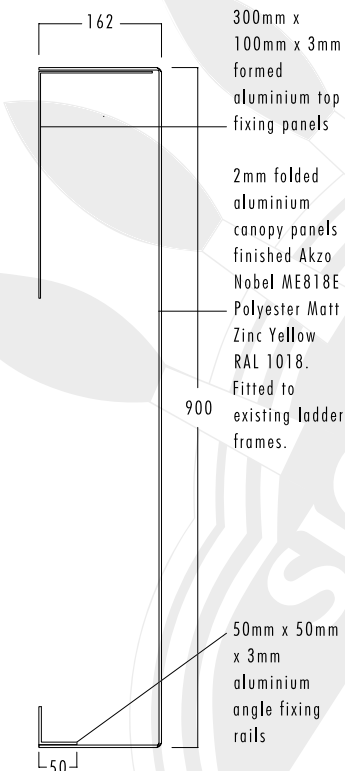 162
300mm x
100mm x 3mm
formed
aluminium top
fixing panels
2mm folded
aluminium
canopy panels
finished Akzo
Nobel ME818E
Polyester Matt
Zinc Yellow
RAL 1018.
Fitted to
existing ladder
frames.
900
50mm x 50mm
x 3mm
aluminium
angle fixing
rails
50